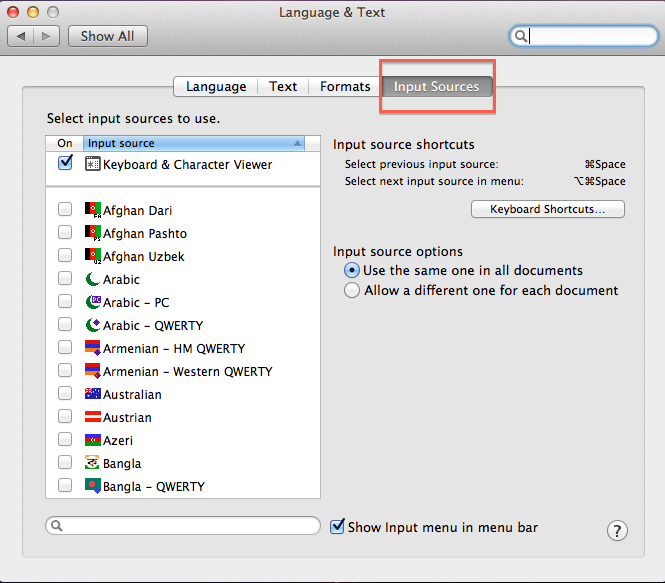 Language & Text
Show All
Language Text Formats Input Sources
Select input sources to use.
On Input source
Keyboard & Character Viewer
Afghan Dari
Afghan Pashto
Afghan Uzbek
Arabic
Arabic – PC
Arabic – QWERTY
Armenian – HM QWERTY
Armenian – Western QWERTY
Australian
Austrian
Azeri
Bangla
Bangla – QWERTY
Input source shortcuts
Select previous input source: ⌘Space
Select next input source in menu: ⌥⌘Space
Keyboard Shortcuts...
Input source options
Use the same one in all documents
Allow a different one for each document
Show Input menu in menu bar
?